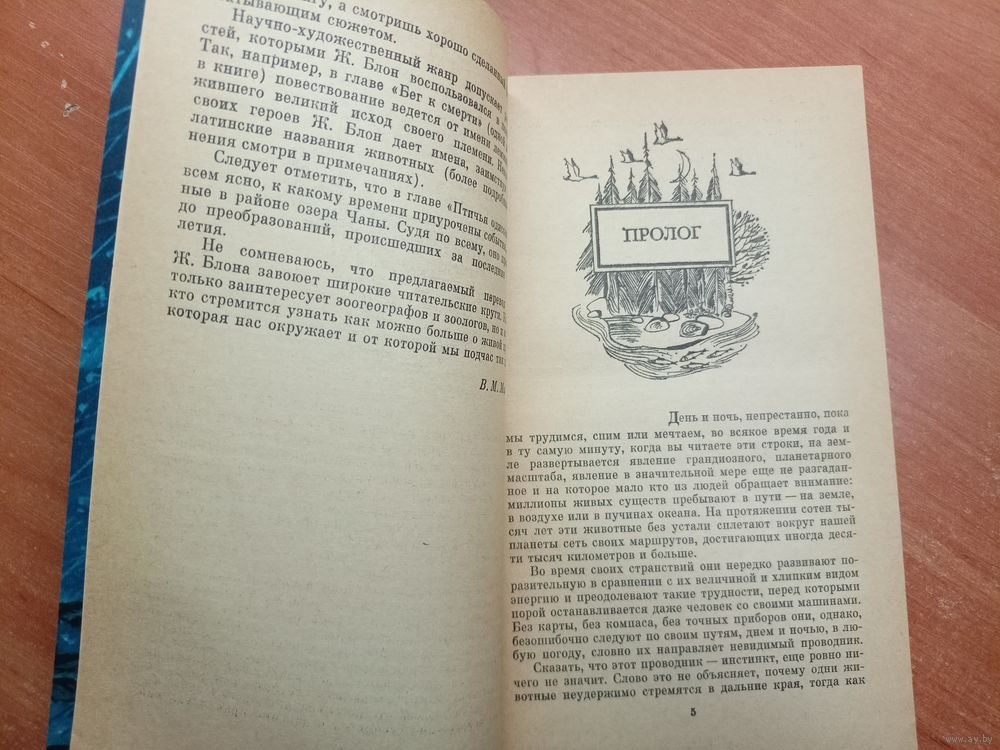 а смотришь хорошо сделанный
сюжетом.
Научно-художественный жанр допускает
стей, которыми Ж. Блон воспользовался в
Так, например, в главе «Бег к смерти»
в книге) повествование ведется от имени
жившего великий исход своего племени.
своих героев Ж. Блон дает имена,
латинские названия животных (более
нения смотри в примечаниях).
Следует отметить, что в главе «Птичья
всем ясно, к какому времени приурочены
ные в районе озера Чаны. Судя по всему, оно
до преобразований, происшедших за последние
летия.
Не сомневаюсь, что предлагаемый перевод
Ж. Блона завоюет широкие читательские круги.
только заинтересует зоогеографов и зоологов, но и
кто стремится узнать как можно больше о живой
которая нас окружает и от которой мы подчас так
В. М.
ПРОЛОГ
День и ночь, непрестанно, пока
мы трудимся, спим или мечтаем, во всякое время года и
в ту самую минуту, когда вы читаете эти строки, на зем-
ле развертывается явление грандиозного, планетарного
масштаба, явление в значительной мере еще не разгадан-
ное и на которое мало кто из людей обращает внимание:
миллионы живых существ пребывают в пути — на земле,
в воздухе или в пучинах океана. На протяжении сотен ты-
сяч лет эти животные без устали сплетают вокруг нашей
планеты сеть своих маршрутов, достигающих иногда деся-
ти тысяч километров и больше.
Во время своих странствий они нередко развивают по-
разительную в сравнении с их величиной и хлипким видом
энергию и преодолевают такие трудности, перед которыми
порой останавливается даже человек со своими машинами.
Без карты, без компаса, без точных приборов они, однако,
безошибочно следуют по своим путям, днем и ночью, в лю-
бую погоду, словно их направляет невидимый проводник.
Сказать, что этот проводник — инстинкт, еще ровно ни-
чего не значит. Слово это не объясняет, почему одни жи-
вотные неудержимо стремятся в дальние края, тогда как
5
www.ay.by